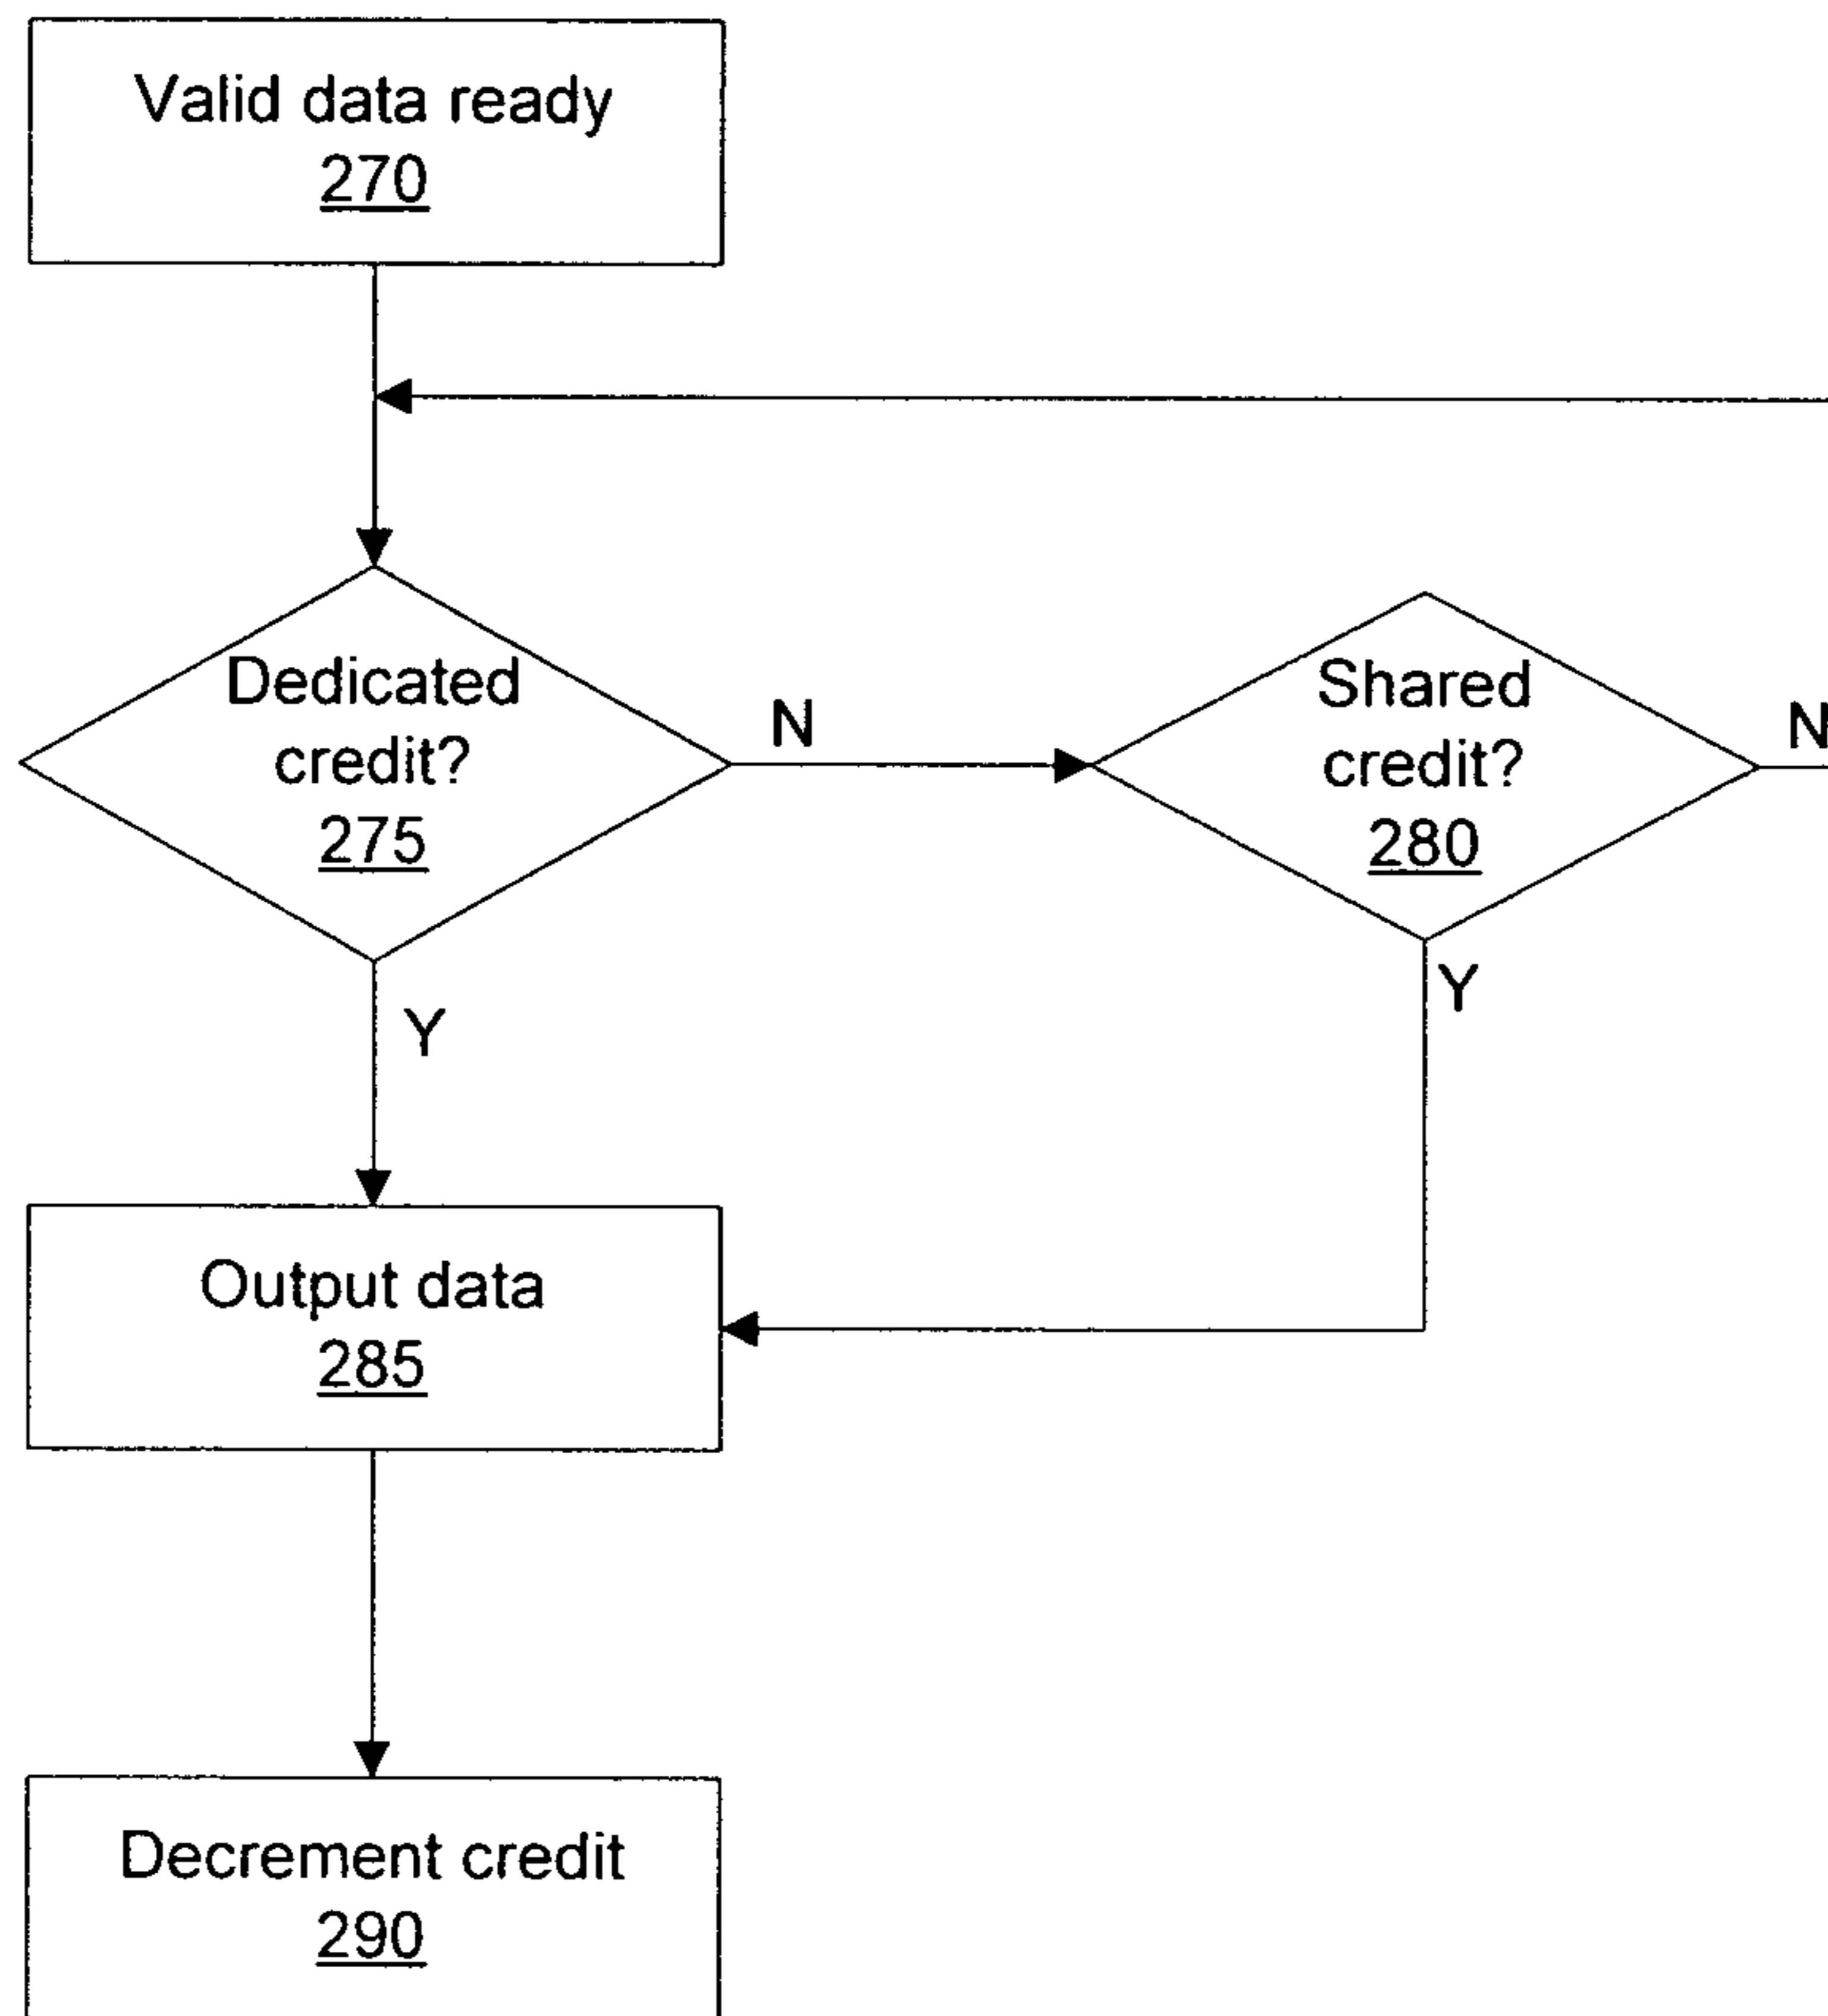 Valid data ready
270
Dedicated
credit?
275
N
Shared
credit?
280
N
Y
Y
Output data
285
Decrement credit
290